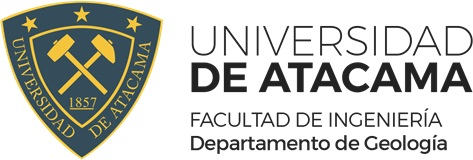 UNIVERSIDAD DE ATACAMA
1857
UNIVERSIDAD
DE ATACAMA
FACULTAD DE INGENIERÍA
Departamento de Geología